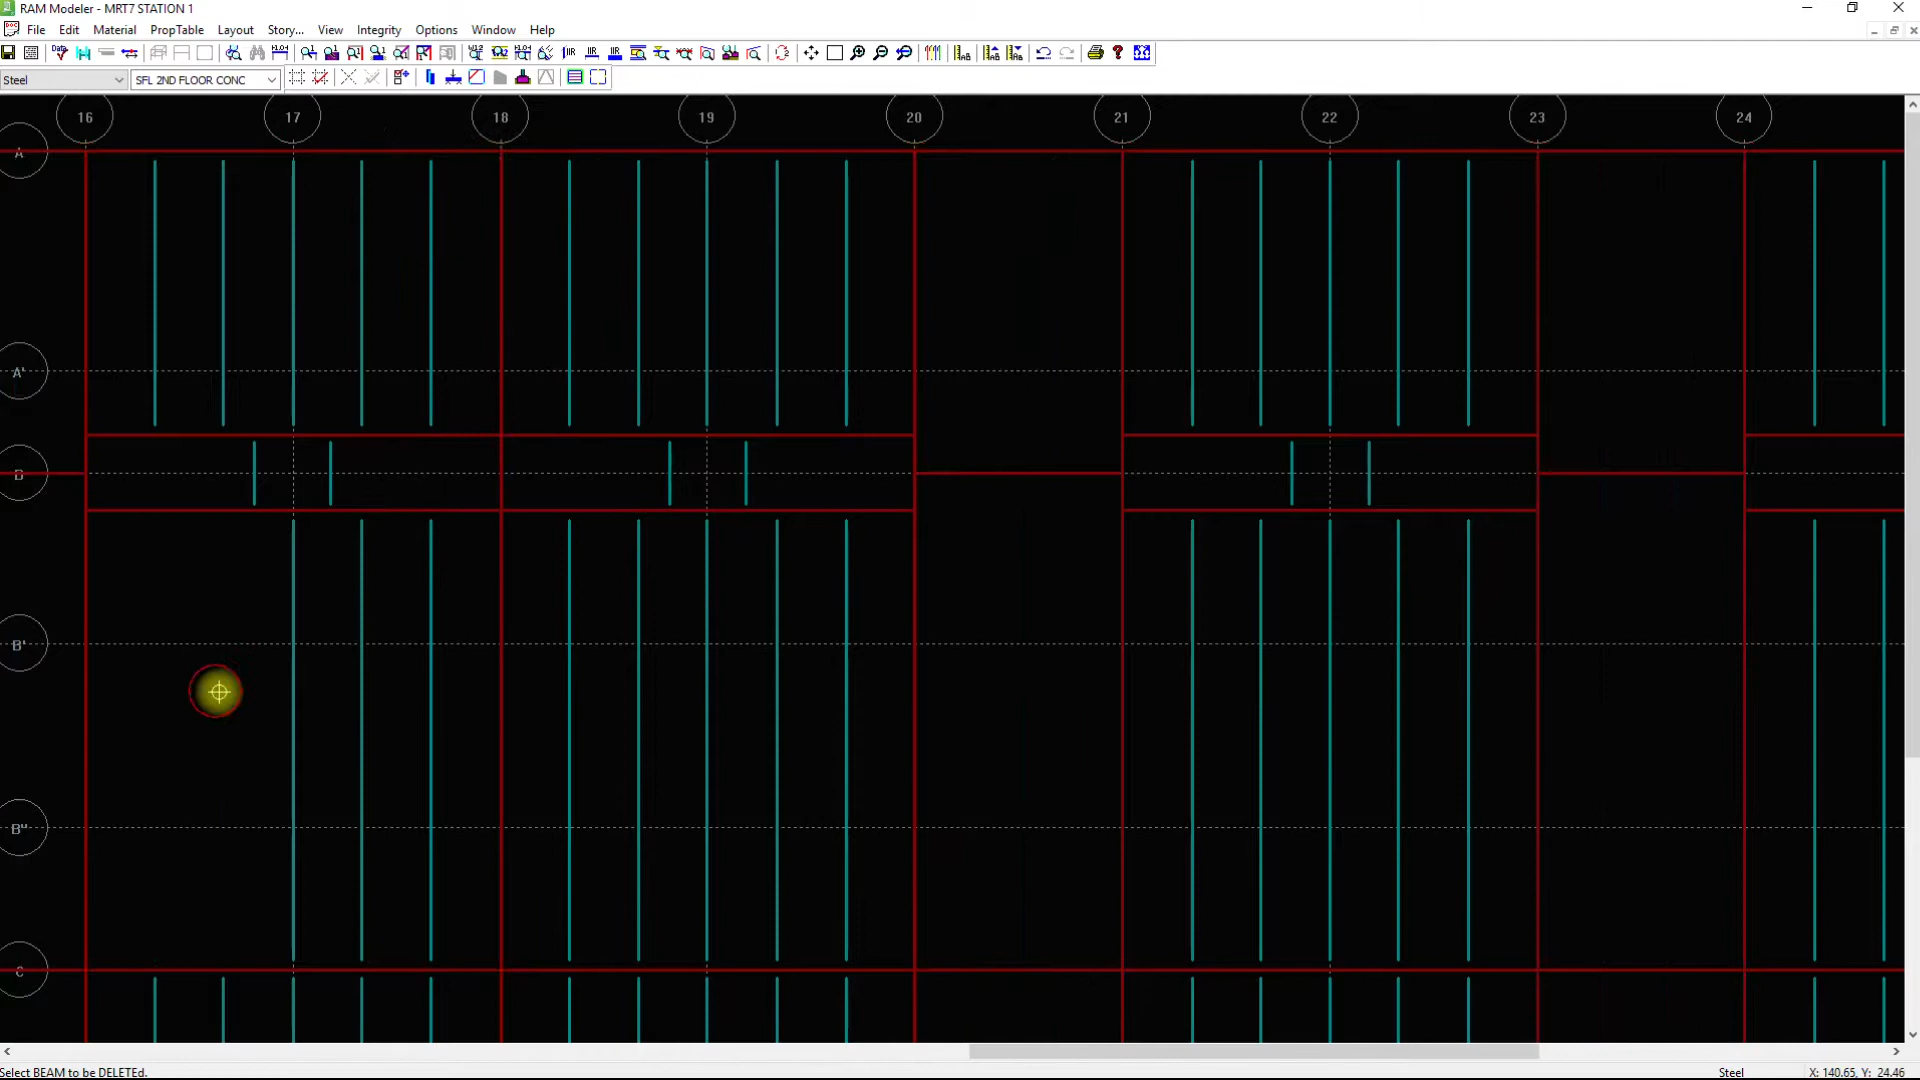 RAM Modeler - MRT7 STATION 1
File Edit Material PropTable Layout Story... View Integrity Options Window Help
Steel SFL 2ND FLOOR CONC
16 17 18 19 20 21 22 23 24
A
A'
B
B'
B"
C
Select BEAM to be DELETEd. Steel X: 140.65, Y: 24.46